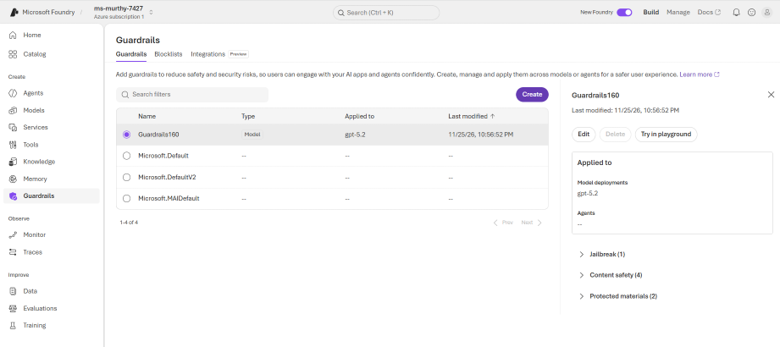 Microsoft Foundry / ms-murthy-7427
Azure subscription 1
Search (Ctrl + K)
New Foundry Build Manage Docs
Home
Catalog
Create
Agents
Models
Services
Tools
Knowledge
Memory
Guardrails
Observe
Monitor
Traces
Improve
Data
Evaluations
Training
Guardrails
Guardrails Blocklists Integrations Preview
Add guardrails to reduce safety and security risks, so users can engage with your AI apps and agents confidently. Create, manage and apply them across models or agents for a safer user experience. Learn more
Search filters
Create
Name Type Applied to Last modified ↑
Guardrails160 Model gpt-5.2 11/25/26, 10:56:52 PM
Microsoft.Default -- -- --
Microsoft.DefaultV2 -- -- --
Microsoft.MAIDefault -- -- --
1-4 of 4 Prev Next
Guardrails160
Last modified: 11/25/26, 10:56:52 PM
Edit Delete Try in playground
Applied to
Model deployments
gpt-5.2
Agents
--
Jailbreak (1)
Content safety (4)
Protected materials (2)